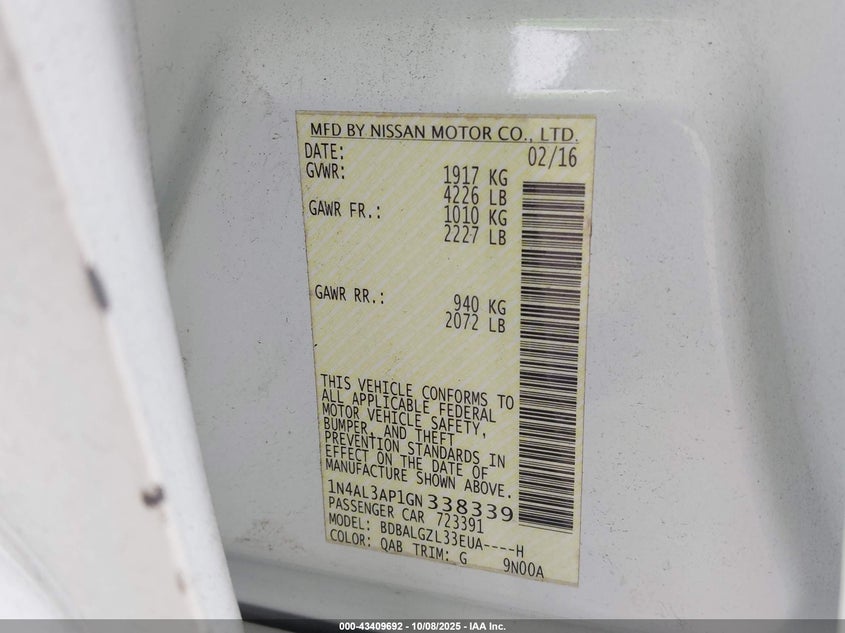 MFD BY NISSAN MOTOR CO., LTD.
DATE: 02/16
GVWR: 1917 KG
4226 LB
GAWR FR.: 1010 KG
2227 LB
GAWR RR.: 940 KG
2072 LB
THIS VEHICLE CONFORMS TO
ALL APPLICABLE FEDERAL
MOTOR VEHICLE SAFETY,
BUMPER, AND THEFT
PREVENTION STANDARDS IN
EFFECT ON THE DATE OF
MANUFACTURE SHOWN ABOVE.
1N4AL3AP1GN338339
PASSENGER CAR 723391
MODEL: BDBALGZL33EUA----H
COLOR: QAB TRIM: G 9N00A
000-43409692 - 10/08/2025 - IAA Inc.